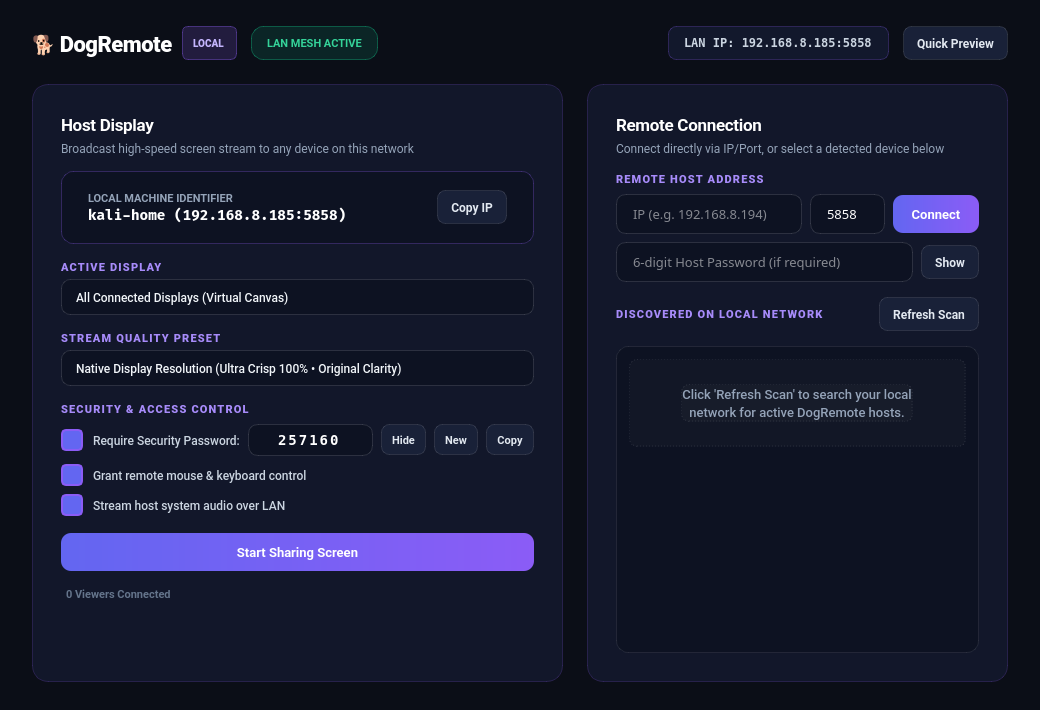 DogRemote
LOCAL
LAN MESH ACTIVE
LAN IP: 192.168.8.185:5858
Quick Preview
Host Display
Broadcast high-speed screen stream to any device on this network
LOCAL MACHINE IDENTIFIER
kali-home (192.168.8.185:5858)
Copy IP
ACTIVE DISPLAY
All Connected Displays (Virtual Canvas)
STREAM QUALITY PRESET
Native Display Resolution (Ultra Crisp 100% • Original Clarity)
SECURITY & ACCESS CONTROL
Require Security Password:
257160
Hide
New
Copy
Grant remote mouse & keyboard control
Stream host system audio over LAN
Start Sharing Screen
0 Viewers Connected
Remote Connection
Connect directly via IP/Port, or select a detected device below
REMOTE HOST ADDRESS
IP (e.g. 192.168.8.194)
5858
Connect
6-digit Host Password (if required)
Show
DISCOVERED ON LOCAL NETWORK
Refresh Scan
Click 'Refresh Scan' to search your local
network for active DogRemote hosts.